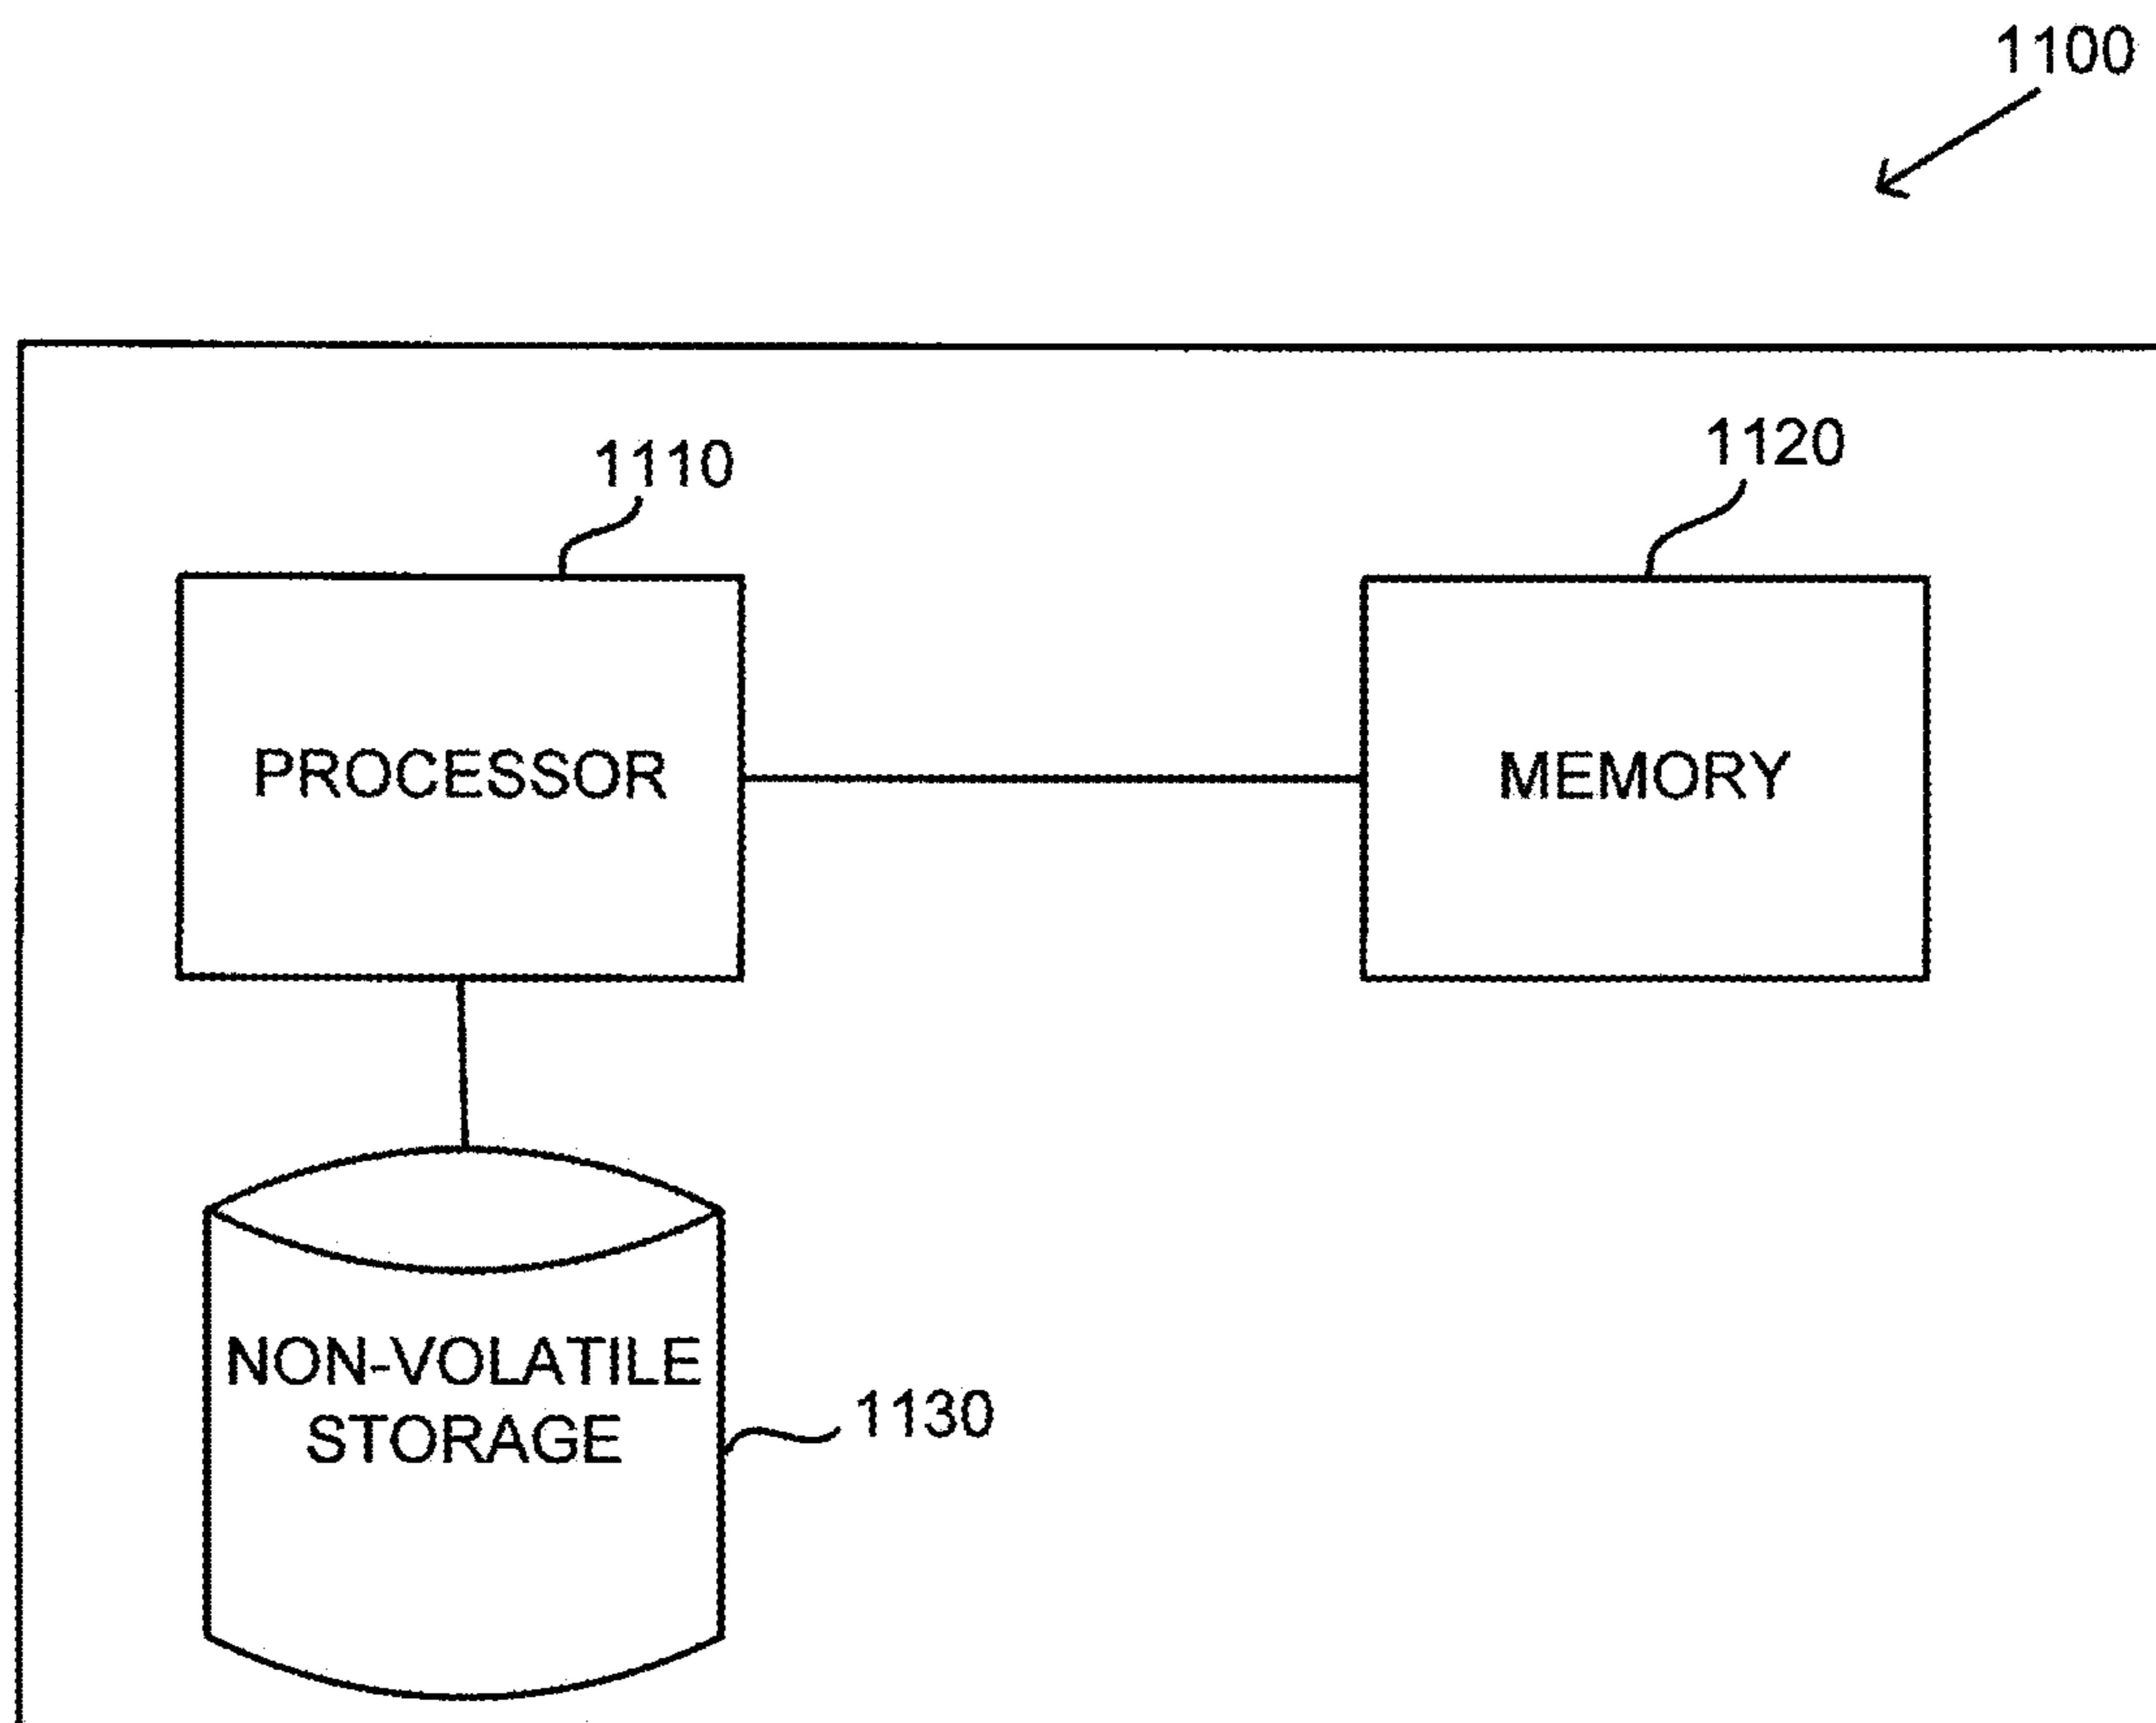 1100
1110
1120
PROCESSOR
MEMORY
NON-VOLATILE
STORAGE
1130